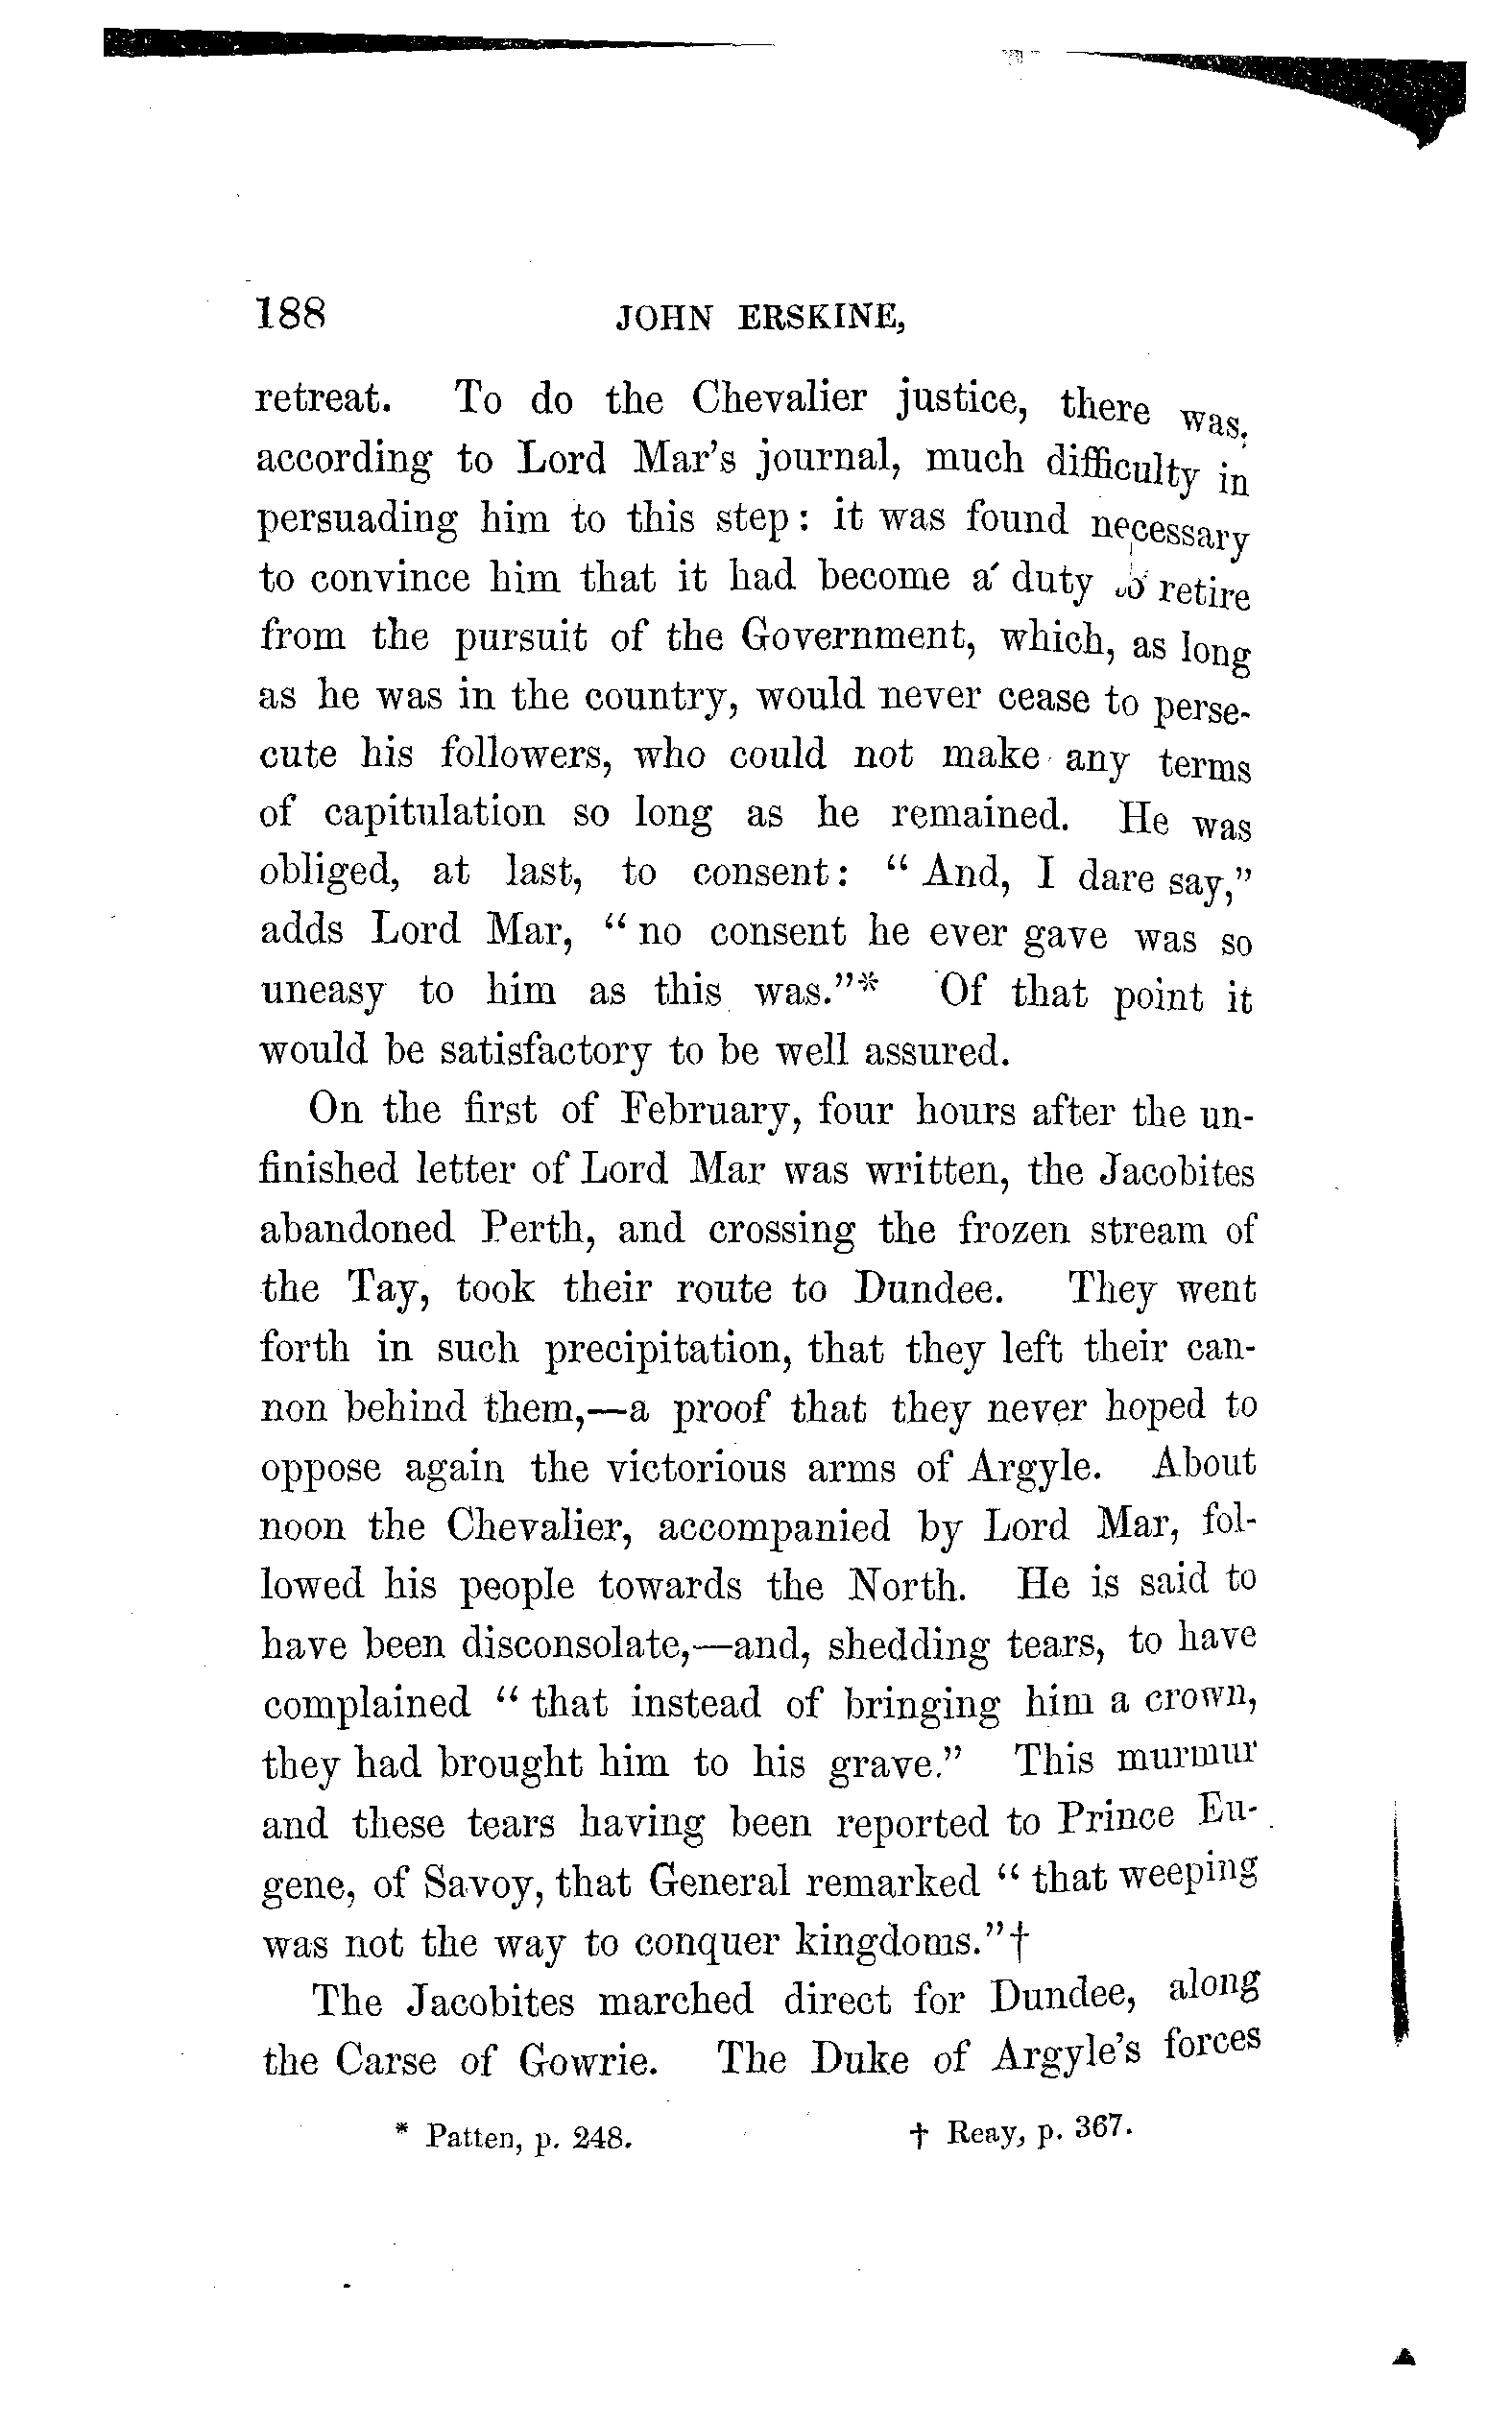 188 JOHN ERSKINE,
retreat. To do the Chevalier justice, there was,
according to Lord Mar's journal, much difficulty in
persuading him to this step: it was found necessary
to convince him that it had become a duty to retire
from the pursuit of the Government, which, as long
as he was in the country, would never cease to perse-
cute his followers, who could not make any terms
of capitulation so long as he remained. He was
obliged, at last, to consent: "And, I dare say,"
adds Lord Mar, "no consent he ever gave was so
uneasy to him as this was."* Of that point it
would be satisfactory to be well assured.
On the first of February, four hours after the un-
finished letter of Lord Mar was written, the Jacobites
abandoned Perth, and crossing the frozen stream of
the Tay, took their route to Dundee. They went
forth in such precipitation, that they left their can-
non behind them,—a proof that they never hoped to
oppose again the victorious arms of Argyle. About
noon the Chevalier, accompanied by Lord Mar, fol-
lowed his people towards the North. He is said to
have been disconsolate,—and, shedding tears, to have
complained "that instead of bringing him a crown,
they had brought him to his grave." This murmur
and these tears having been reported to Prince Eu-
gene, of Savoy, that General remarked "that weeping
was not the way to conquer kingdoms."†
The Jacobites marched direct for Dundee, along
the Carse of Gowrie. The Duke of Argyle's forces
* Patten, p. 248. † Reay, p. 367.